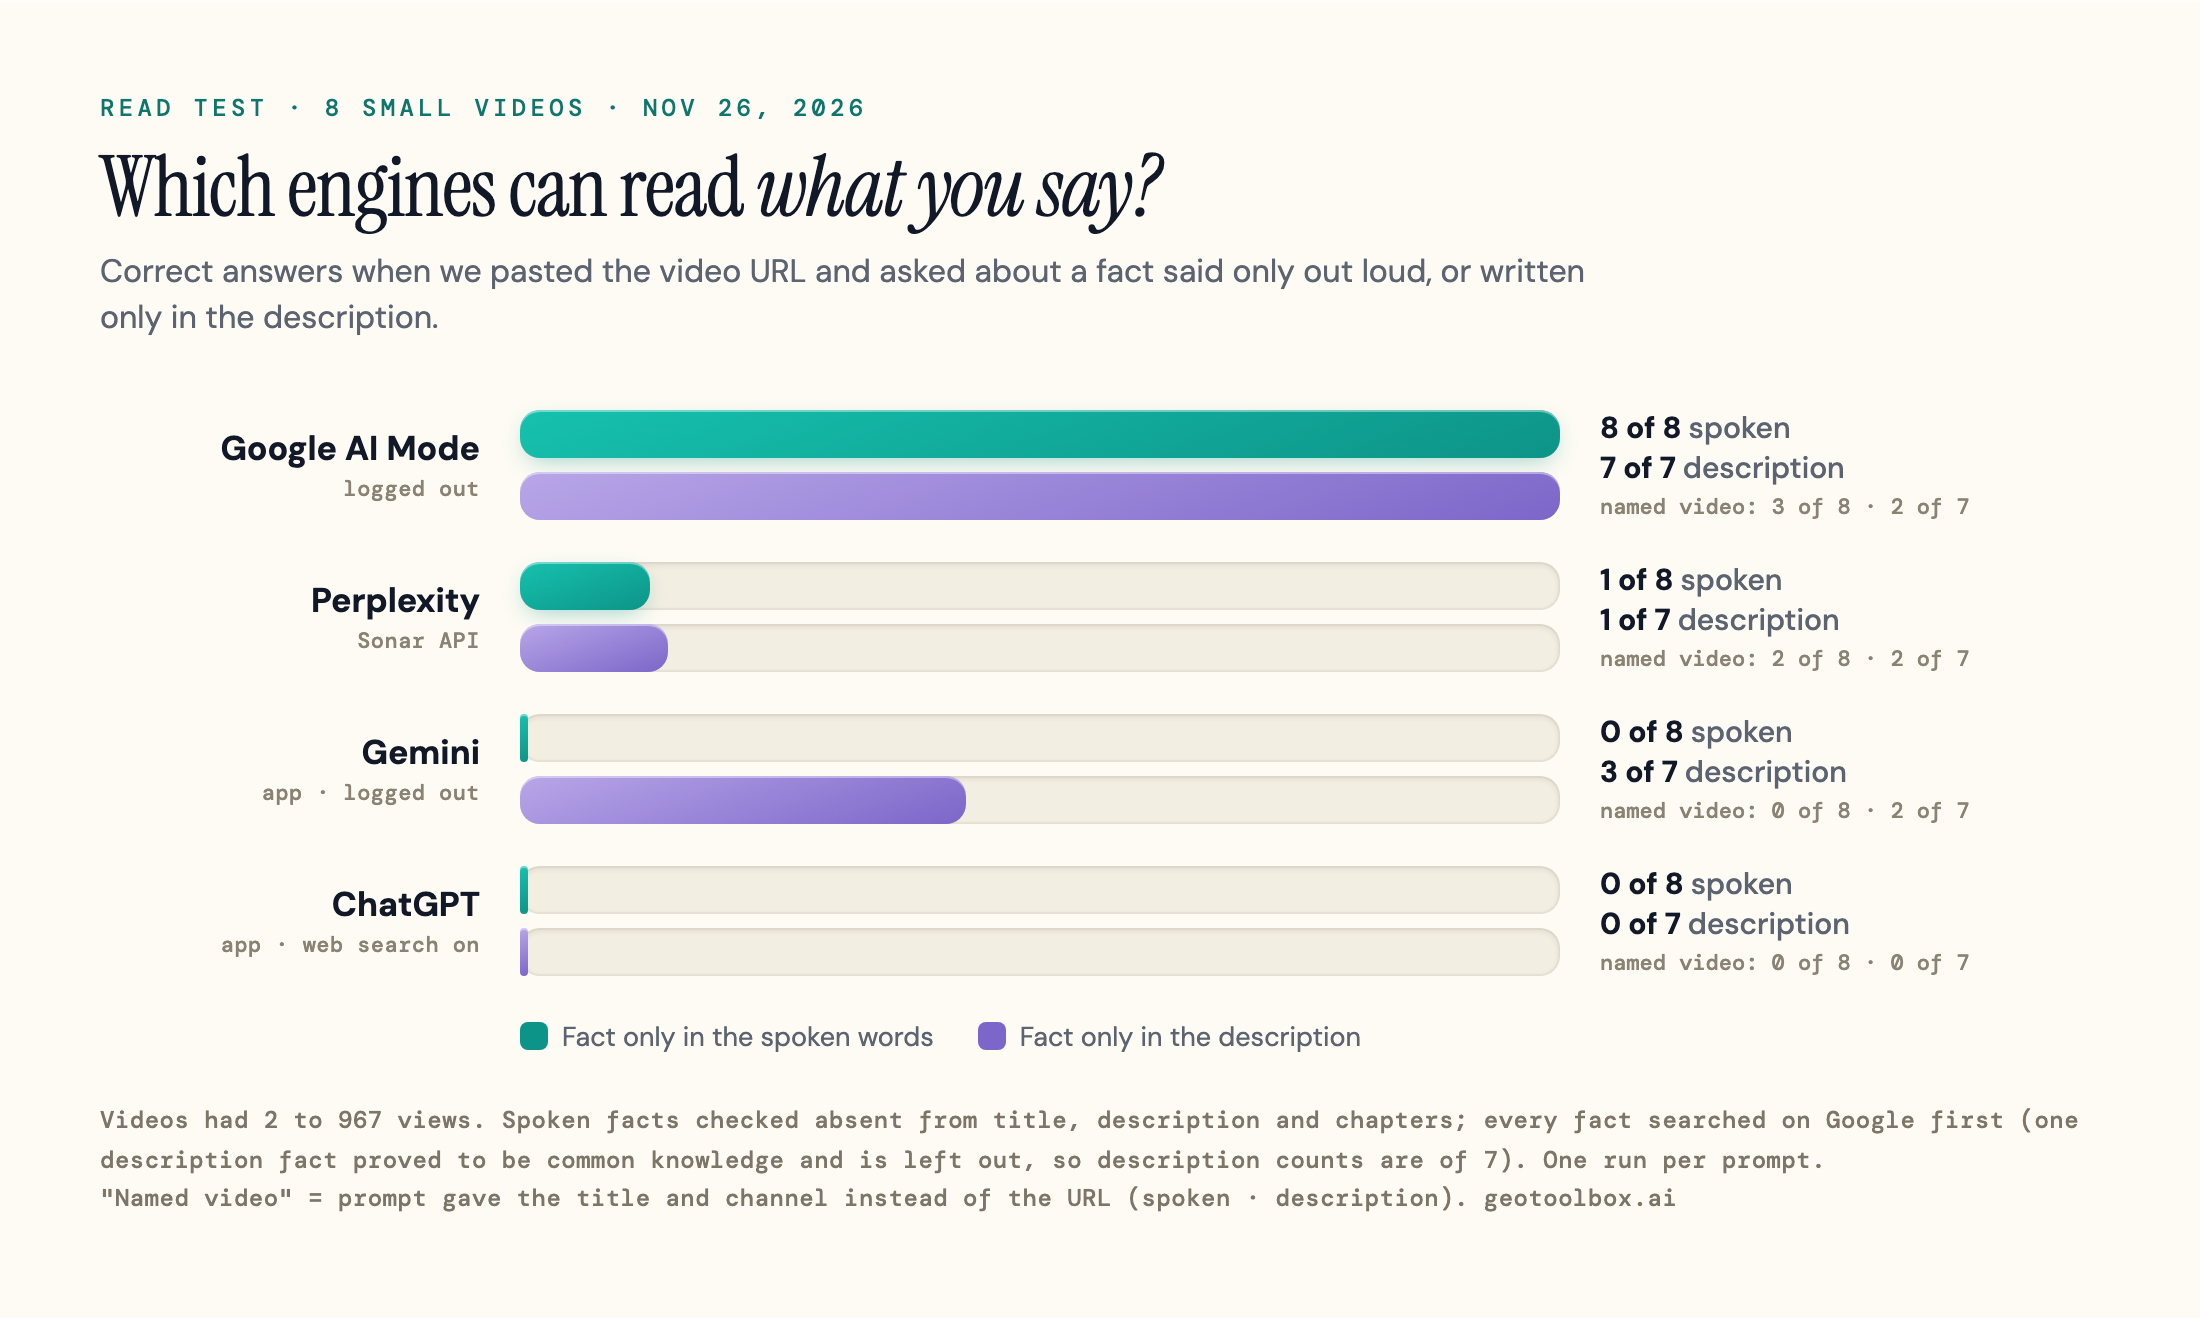 READ TEST · 8 SMALL VIDEOS · NOV 26, 2026
Which engines can read what you say?
Correct answers when we pasted the video URL and asked about a fact said only out loud, or written
only in the description.
Google AI Mode
logged out
8 of 8 spoken
7 of 7 description
named video: 3 of 8 · 2 of 7
Perplexity
Sonar API
1 of 8 spoken
1 of 7 description
named video: 2 of 8 · 2 of 7
Gemini
app · logged out
0 of 8 spoken
3 of 7 description
named video: 0 of 8 · 2 of 7
ChatGPT
app · web search on
0 of 8 spoken
0 of 7 description
named video: 0 of 8 · 0 of 7
Fact only in the spoken words
Fact only in the description
Videos had 2 to 967 views. Spoken facts checked absent from title, description and chapters; every fact searched on Google first (one
description fact proved to be common knowledge and is left out, so description counts are of 7). One run per prompt.
"Named video" = prompt gave the title and channel instead of the URL (spoken · description). geotoolbox.ai